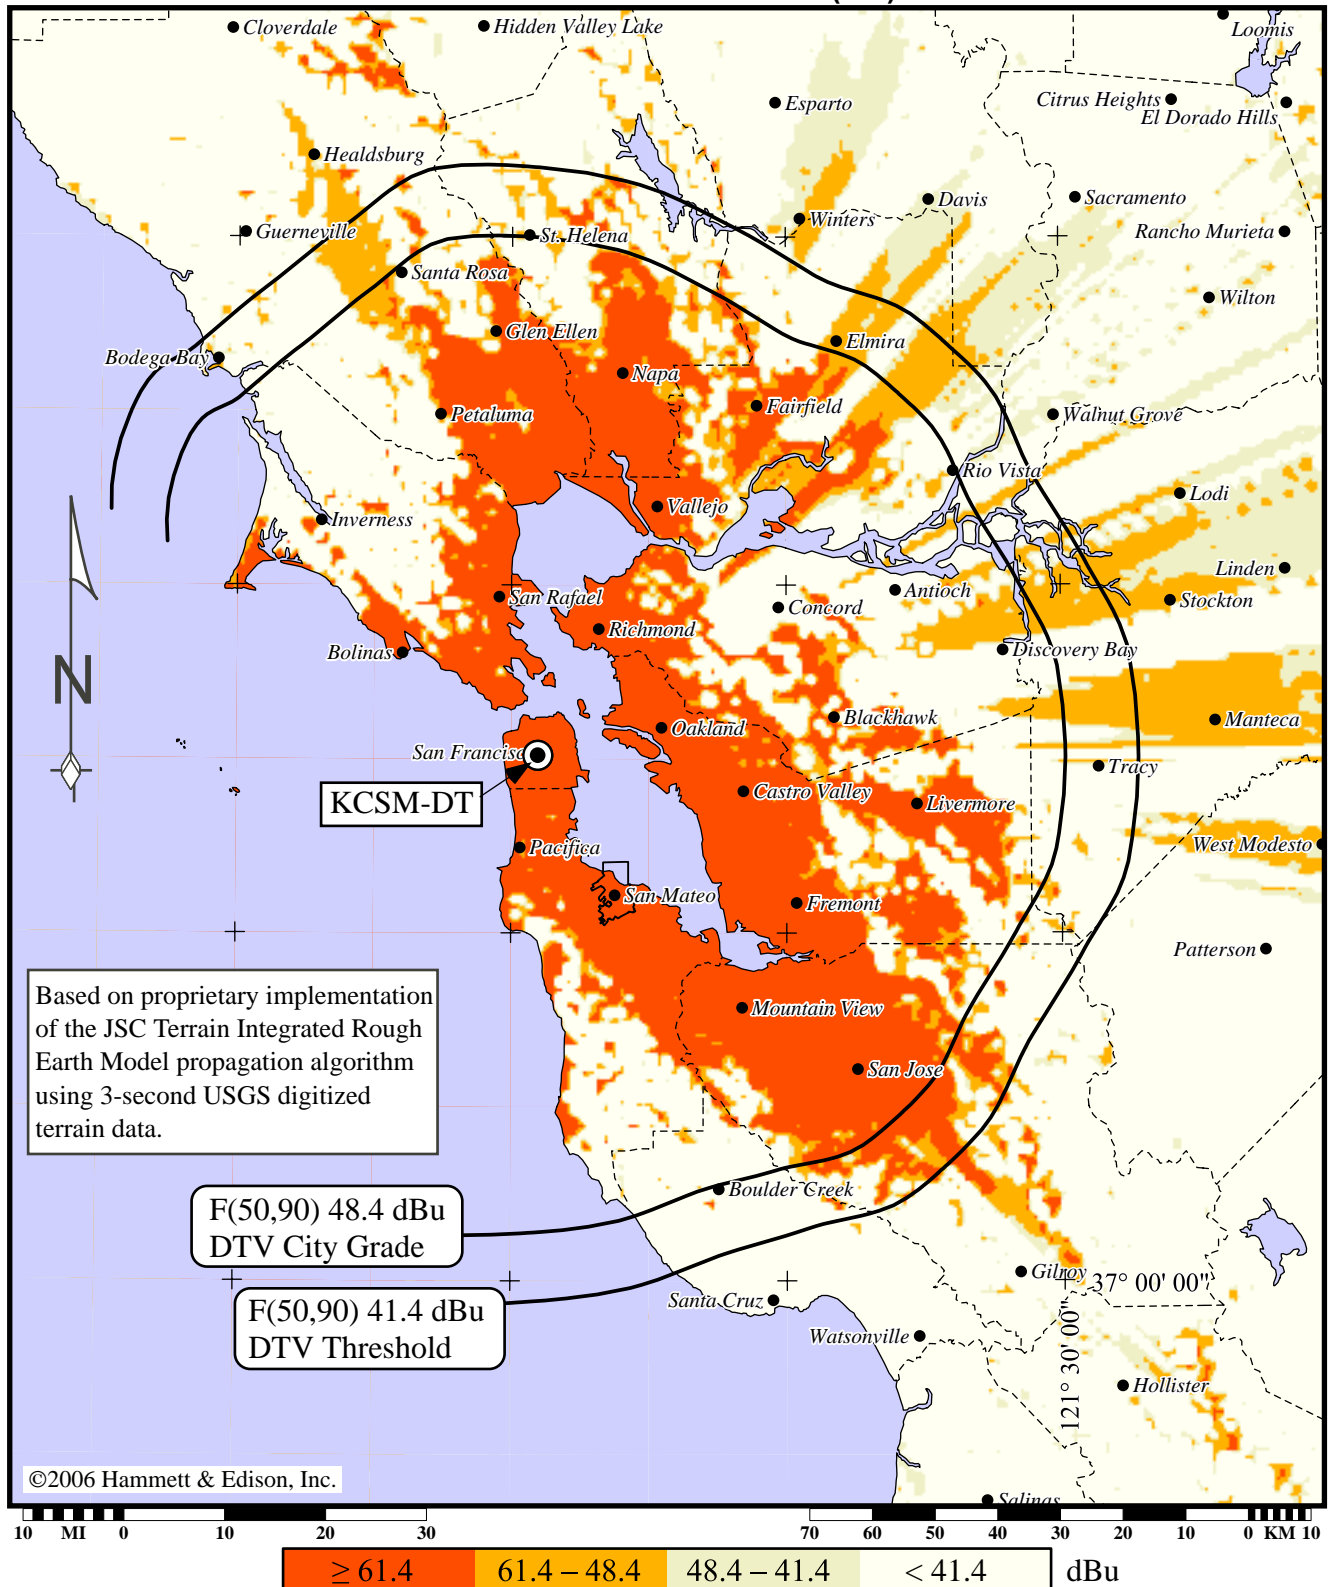 Cloverdale
Hidden Valley Lake
Loomis
Esparto
Citrus Heights
El Dorado Hills
Healdsburg
Davis
Sacramento
Guerneville
St. Helena
Winters
Rancho Murieta
Santa Rosa
Wilton
Glen Ellen
Elmira
Bodega Bay
Napa
Petaluma
Fairfield
Walnut Grove
Rio Vista
Lodi
Vallejo
Inverness
Linden
San Rafael
Concord
Antioch
Stockton
Richmond
Bolinas
Discovery Bay
N
Oakland
Blackhawk
Manteca
San Francisc
Tracy
KCSM-DT
Castro Valley
Livermore
Pacifica
West Modesto
San Mateo
Fremont
Patterson
Based on proprietary implementation
of the JSC Terrain Integrated Rough
Earth Model propagation algorithm
using 3-second USGS digitized
terrain data.
Mountain View
San Jose
Boulder Creek
F(50,90) 48.4 dBu
DTV City Grade
Gilroy
37° 00' 00"
F(50,90) 41.4 dBu
DTV Threshold
Santa Cruz
Watsonville
121° 30' 00"
Hollister
©2006 Hammett & Edison, Inc.
Salinas
10 MI 0 10 20 30
70 60 50 40 30 20 10 0 KM 10
≥ 61.4 61.4 – 48.4 48.4 – 41.4 < 41.4 dBu